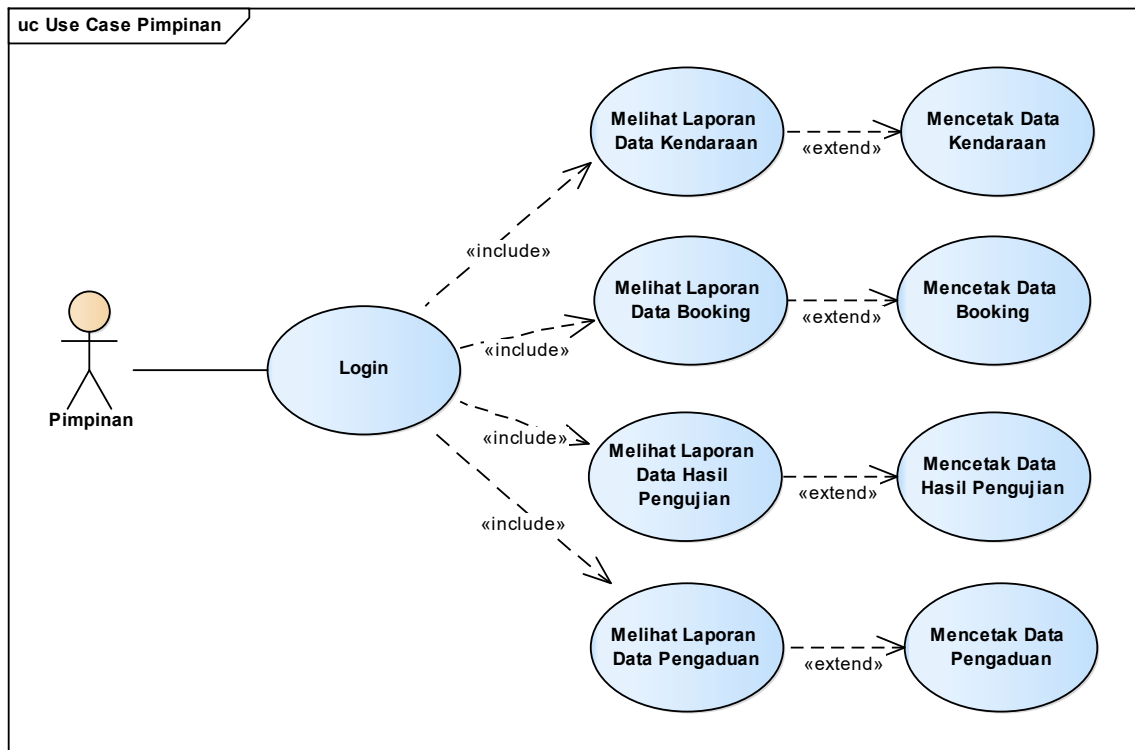 uc Use Case Pimpinan
Melihat Laporan
Data Kendaraan
«extend»
Mencetak Data
Kendaraan
«include»
Melihat Laporan
Data Booking
«extend»
Mencetak Data
Booking
«include»
Pimpinan
Login
«include»
Melihat Laporan
Data Hasil
Pengujian
«extend»
Mencetak Data
Hasil Pengujian
«include»
Melihat Laporan
Data Pengaduan
«extend»
Mencetak Data
Pengaduan